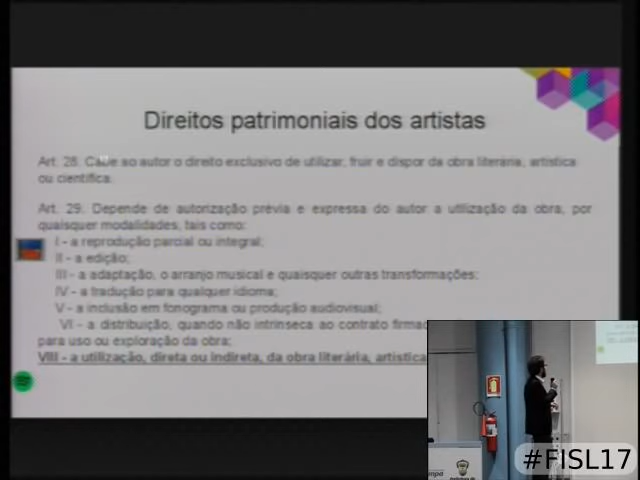 Direitos patrimoniais dos artistas
Art. 28. Cabe ao autor o direito exclusivo de utilizar, fruir e dispor da obra literária, artística
ou científica.
Art. 29. Depende de autorização prévia e expressa do autor a utilização da obra, por
quaisquer modalidades, tais como:
I - a reprodução parcial ou integral;
II - a edição;
III - a adaptação, o arranjo musical e quaisquer outras transformações;
IV - a tradução para qualquer idioma;
V - a inclusão em fonograma ou produção audiovisual;
VI - a distribuição, quando não intrínseca ao contrato
para uso ou exploração da obra;
VIII - a utilização, direta ou indireta, da obra literária, artística
#FISL17